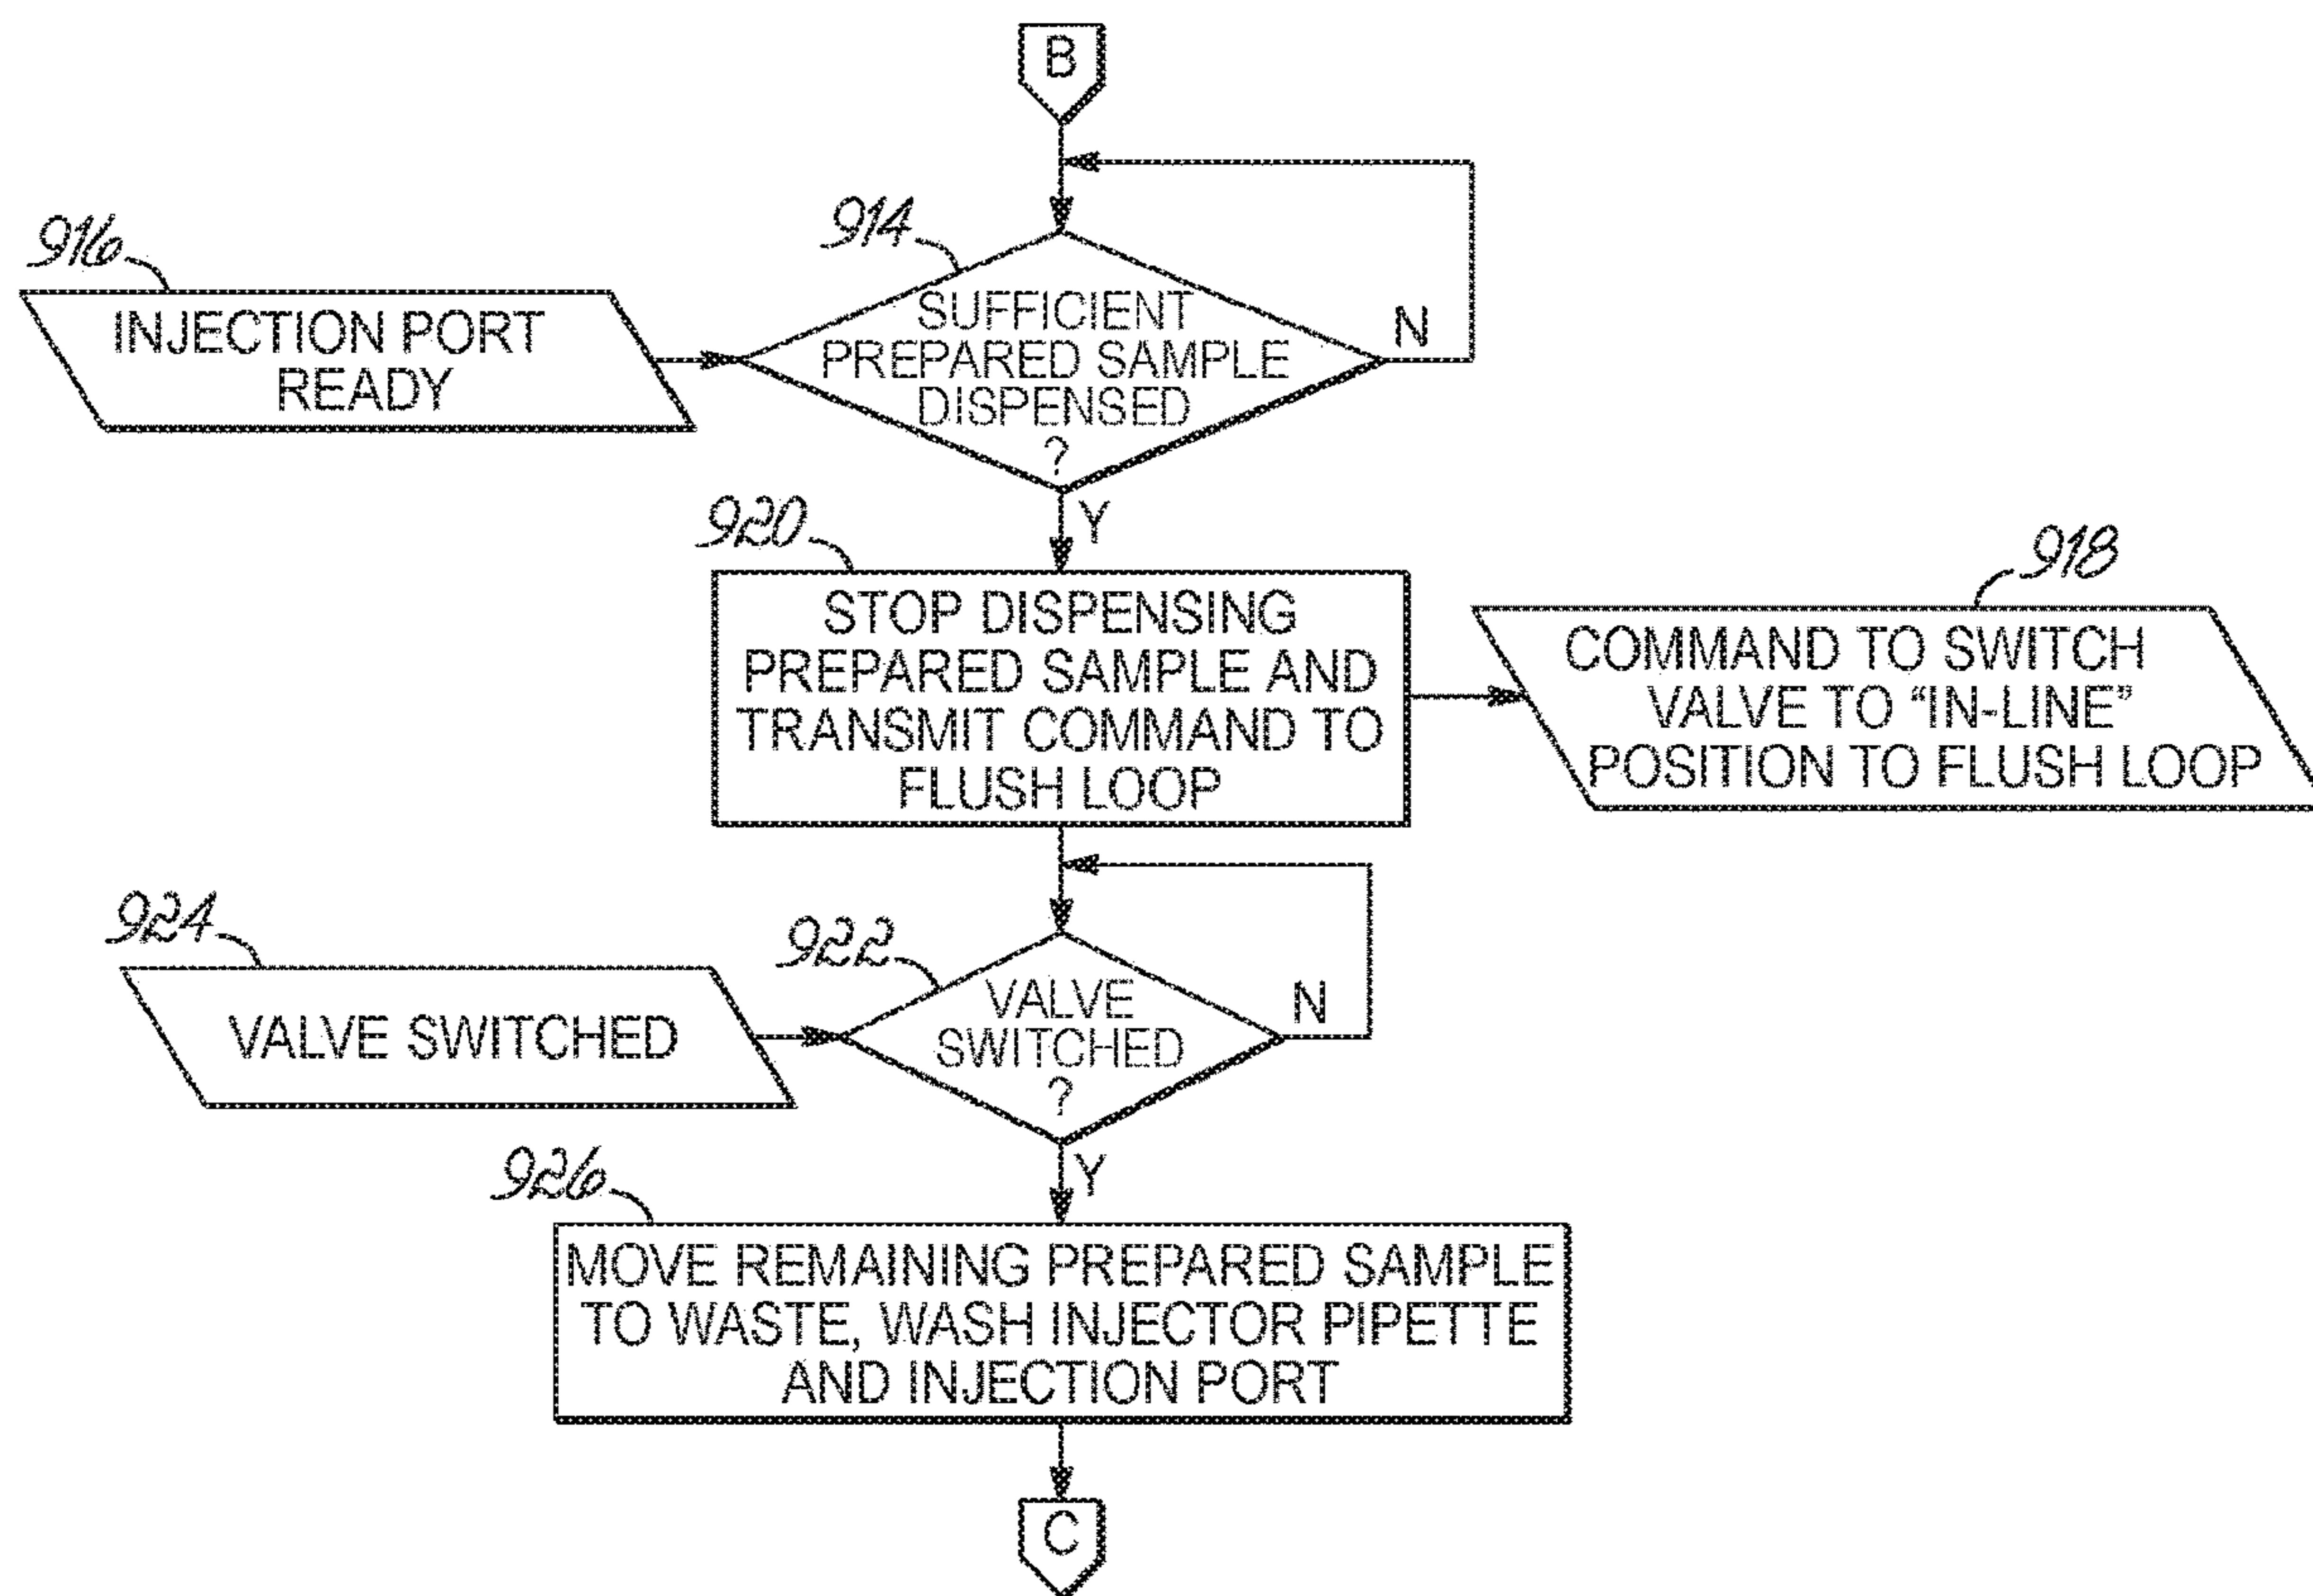 B
916
914
INJECTION PORT
READY
SUFFICIENT
PREPARED SAMPLE
DISPENSED
?
N
Y
920
918
STOP DISPENSING
PREPARED SAMPLE AND
TRANSMIT COMMAND TO
FLUSH LOOP
COMMAND TO SWITCH
VALVE TO “IN-LINE”
POSITION TO FLUSH LOOP
924
922
VALVE SWITCHED
VALVE
SWITCHED
?
N
Y
926
MOVE REMAINING PREPARED SAMPLE
TO WASTE, WASH INJECTOR PIPETTE
AND INJECTION PORT
C